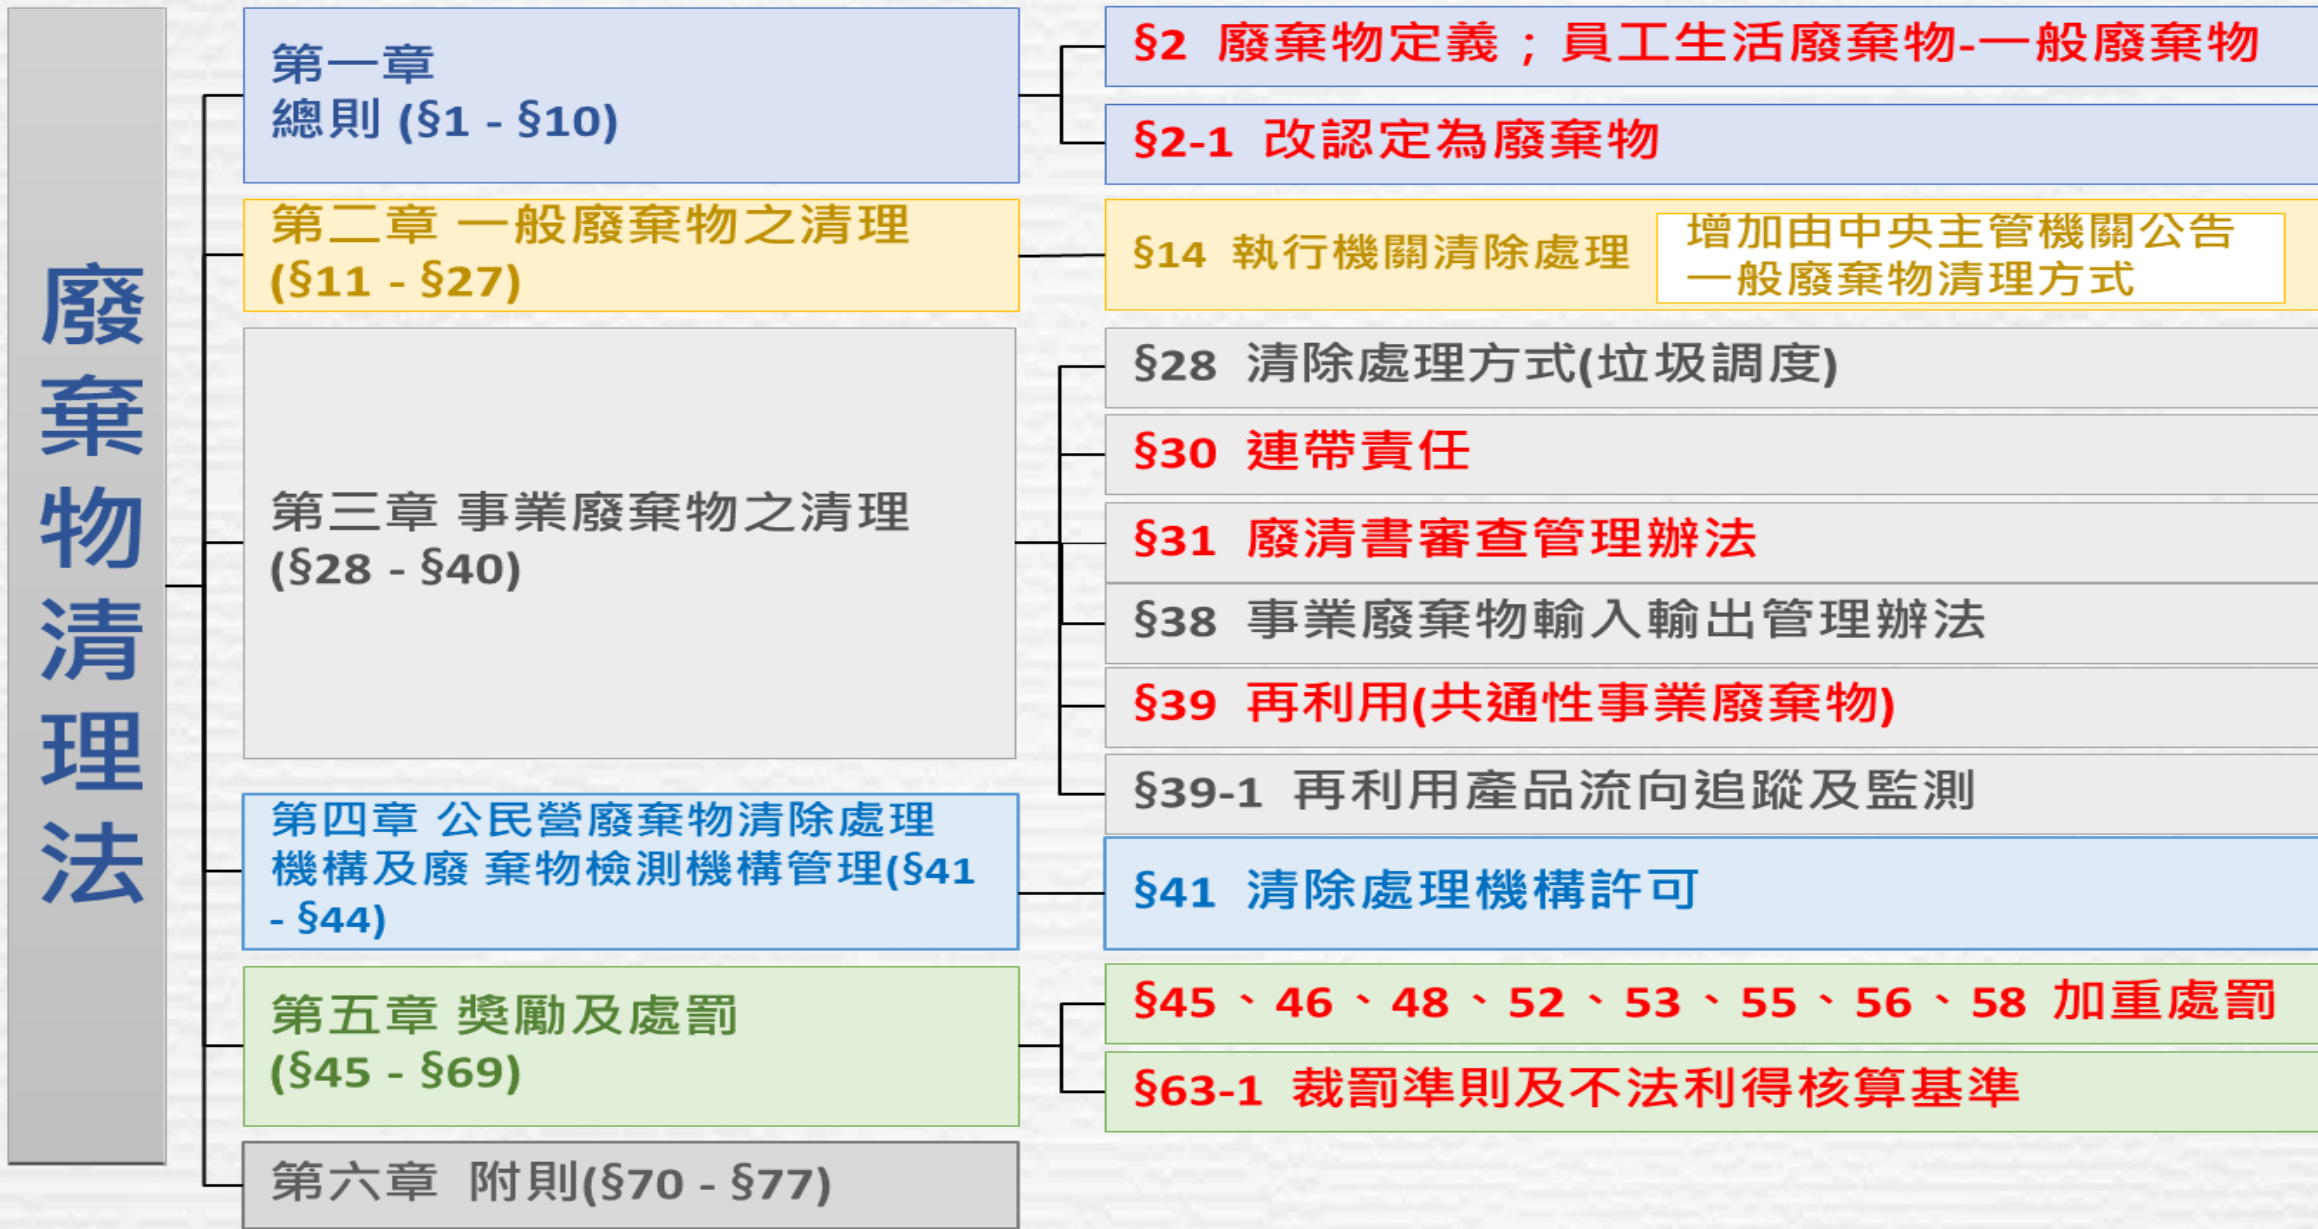 廢棄物清理法
第一章
總則 (§1 - §10)
§2 廢棄物定義；員工生活廢棄物-一般廢棄物
§2-1 改認定為廢棄物
第二章 一般廢棄物之清理
(§11 - §27)
§14 執行機關清除處理
增加由中央主管機關公告
一般廢棄物清理方式
第三章 事業廢棄物之清理
(§28 - §40)
§28 清除處理方式(垃圾調度)
§30 連帶責任
§31 廢清書審查管理辦法
§38 事業廢棄物輸入輸出管理辦法
§39 再利用(共通性事業廢棄物)
§39-1 再利用產品流向追蹤及監測
第四章 公民營廢棄物清除處理
機構及廢 棄物檢測機構管理(§41
- §44)
§41 清除處理機構許可
第五章 獎勵及處罰
(§45 - §69)
§45、46、48、52、53、55、56、58 加重處罰
§63-1 裁罰準則及不法利得核算基準
第六章 附則(§70 - §77)